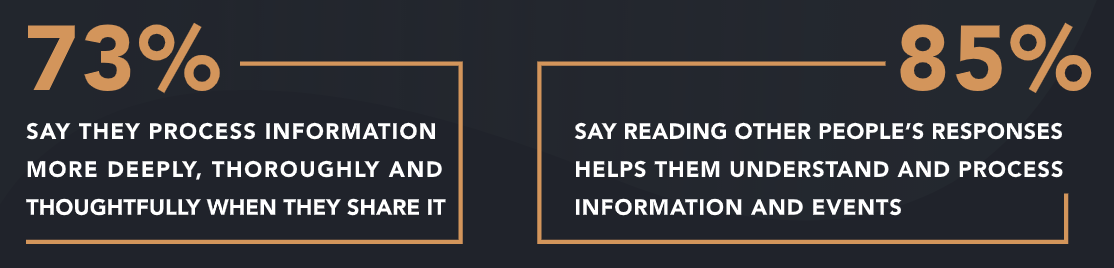 73%
SAY THEY PROCESS INFORMATION
MORE DEEPLY, THOROUGHLY AND
THOUGHTFULLY WHEN THEY SHARE IT
85%
SAY READING OTHER PEOPLE'S RESPONSES
HELPS THEM UNDERSTAND AND PROCESS
INFORMATION AND EVENTS